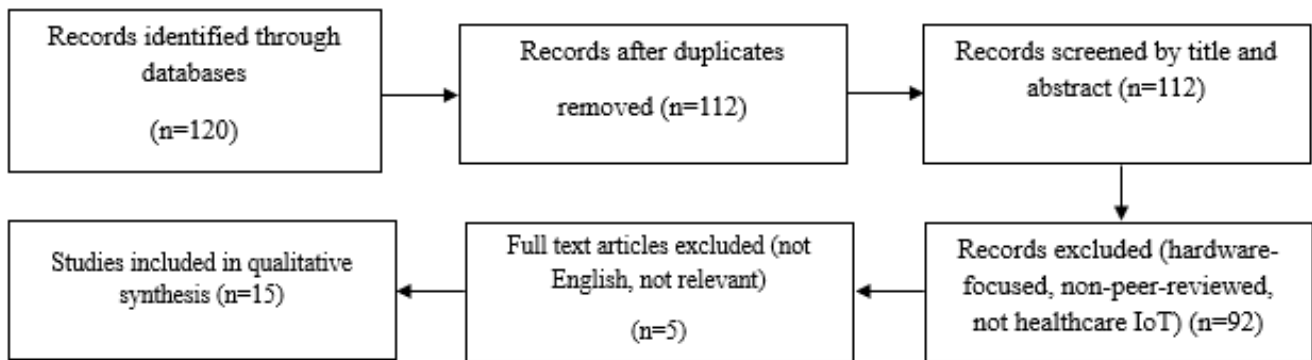 Records identified through
databases
(n=120)
Records after duplicates
removed (n=112)
Records screened by title and
abstract (n=112)
Records excluded (hardware-
focused, non-peer-reviewed,
not healthcare IoT) (n=92)
Full text articles excluded (not
English, not relevant)
(n=5)
Studies included in qualitative
synthesis (n=15)